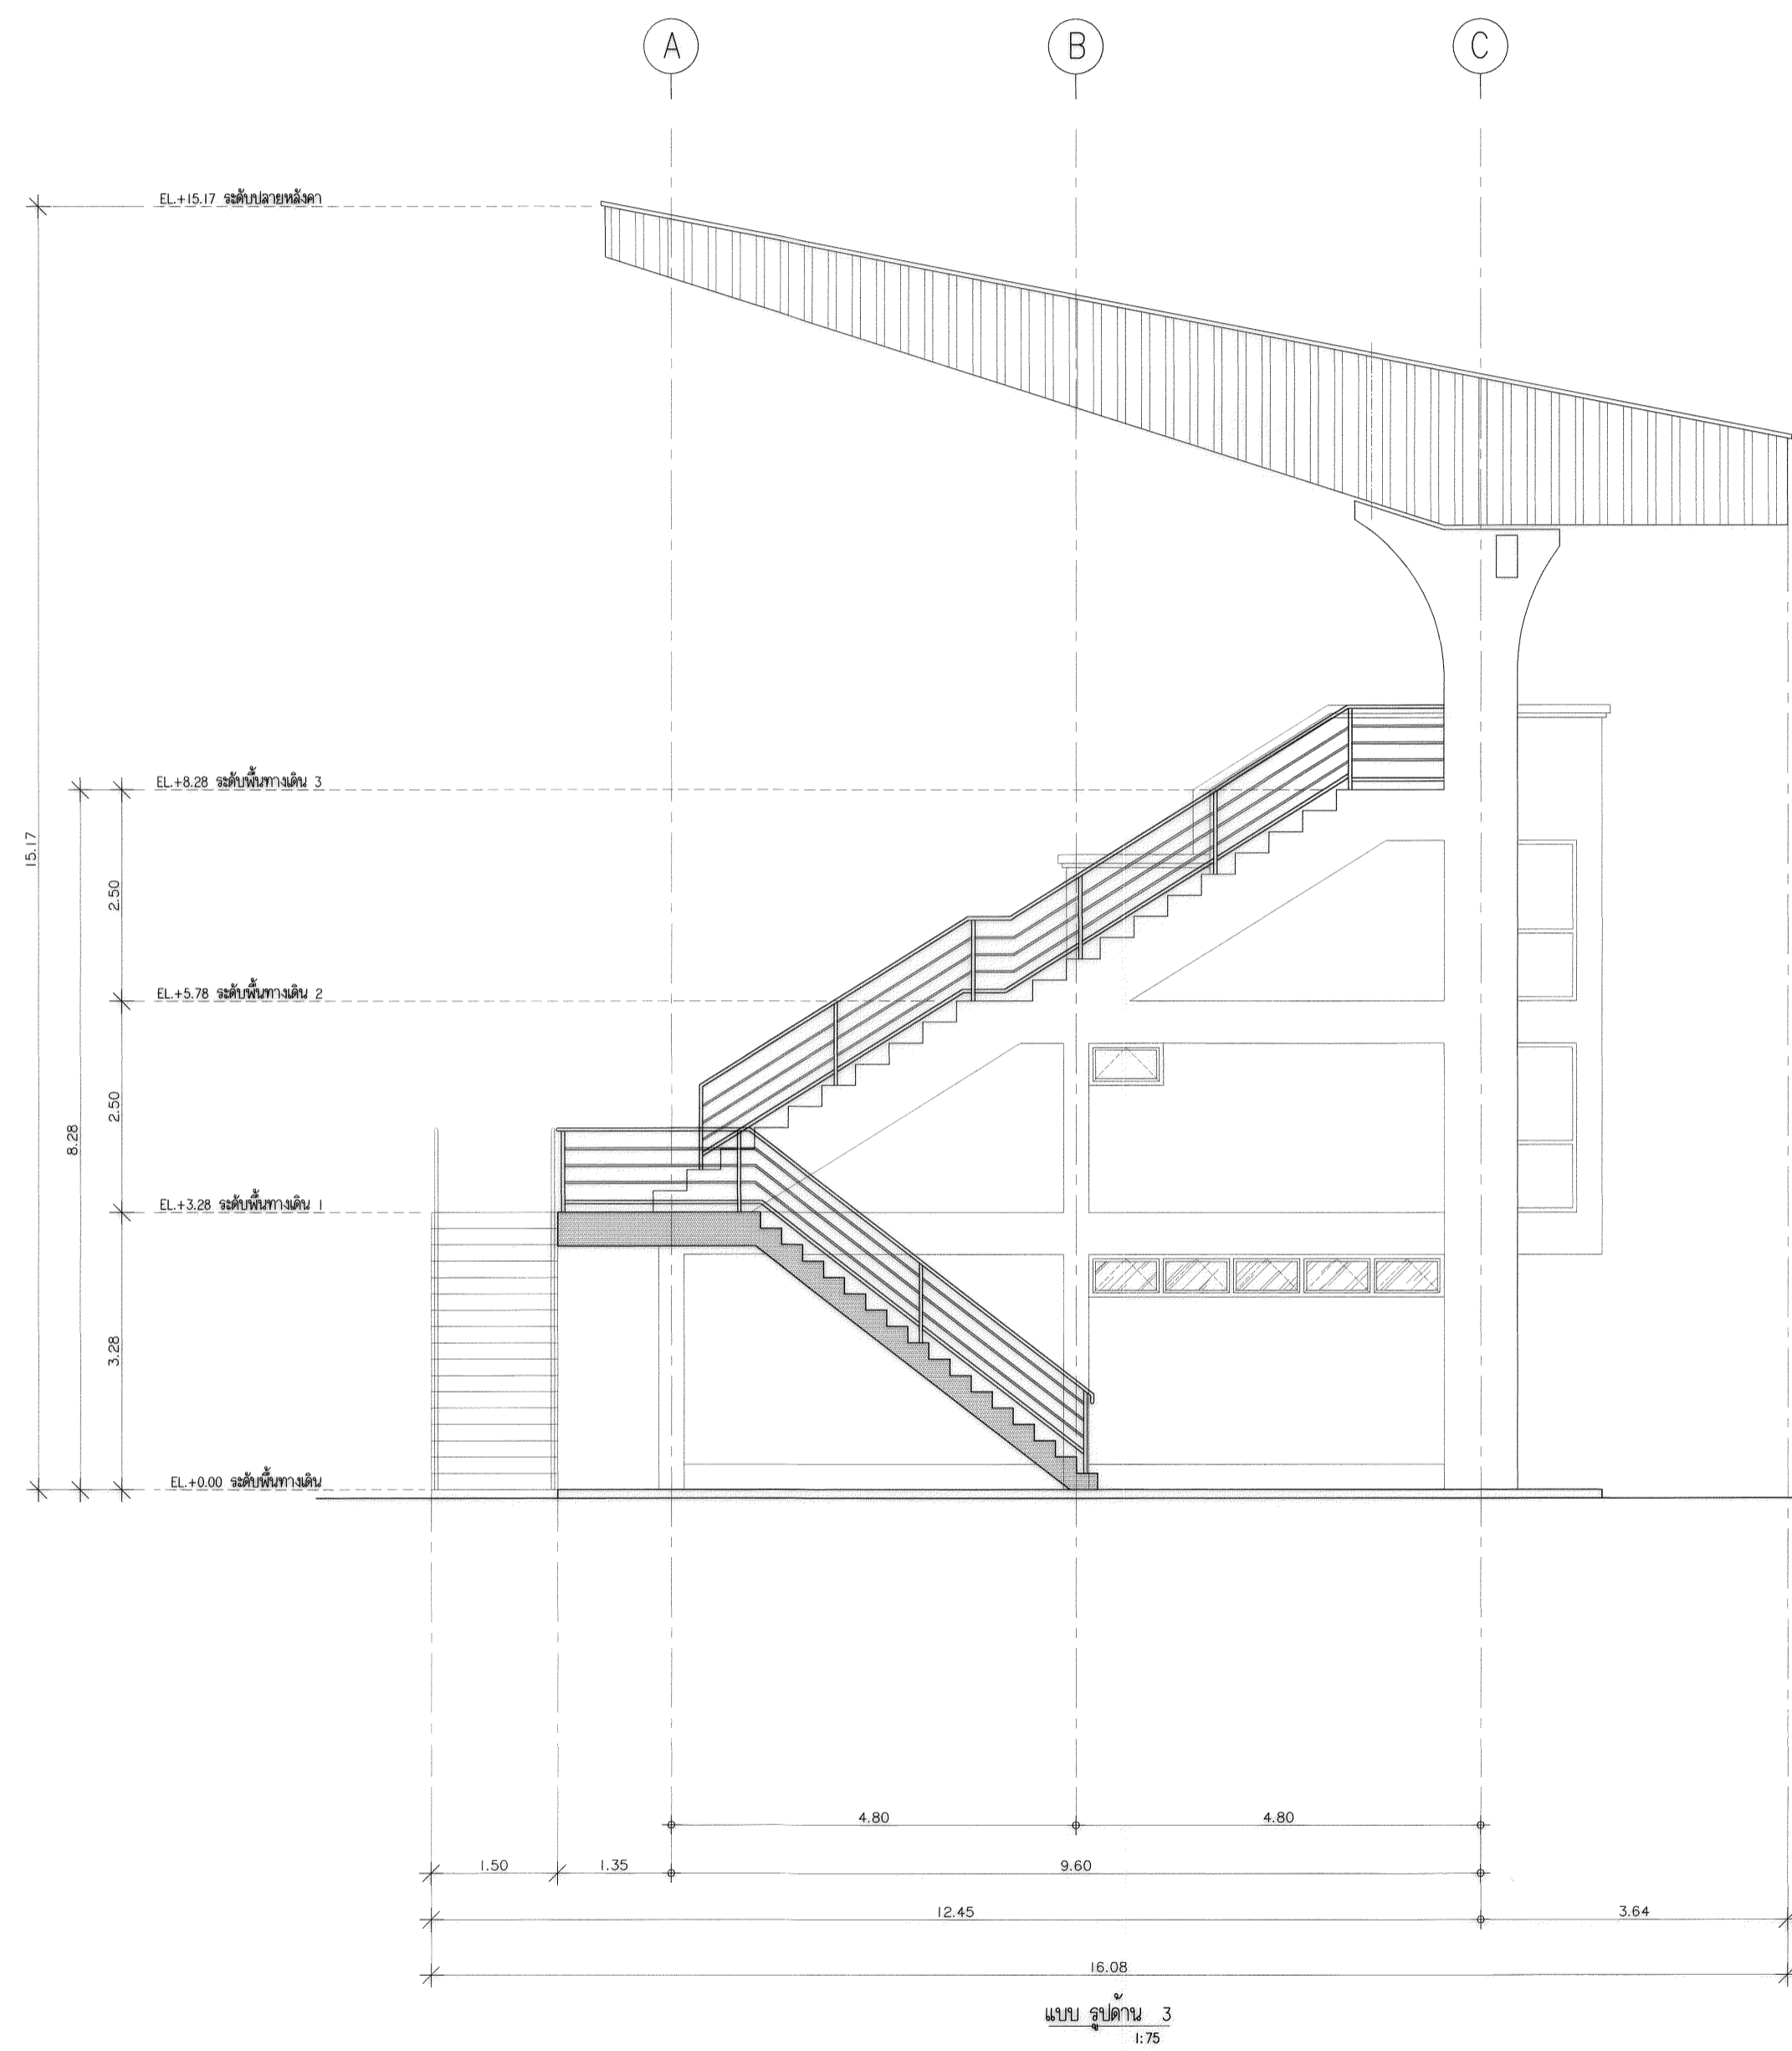 A B C
EL.+15.17 ระดับปลายหลังคา
EL.+8.28 ระดับพื้นทางเดิน 3
15.17
2.50
EL.+5.78 ระดับพื้นทางเดิน 2
2.50
8.28
EL.+3.28 ระดับพื้นทางเดิน 1
3.28
EL.+0.00 ระดับพื้นทางเดิน
4.80 4.80
1.50 1.35 9.60
12.45 3.64
16.08
แบบ รูปด้าน 3
1:75